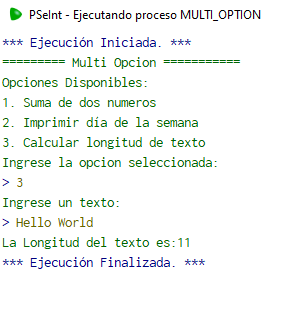 PSeInt - Ejecutando proceso MULTI_OPTION
*** Ejecución Iniciada. ***
========= Multi Opcion ===========
Opciones Disponibles:
1. Suma de dos numeros
2. Imprimir día de la semana
3. Calcular longitud de texto
Ingrese la opcion seleccionada:
> 3
Ingrese un texto:
> Hello World
La Longitud del texto es:11
*** Ejecución Finalizada. ***